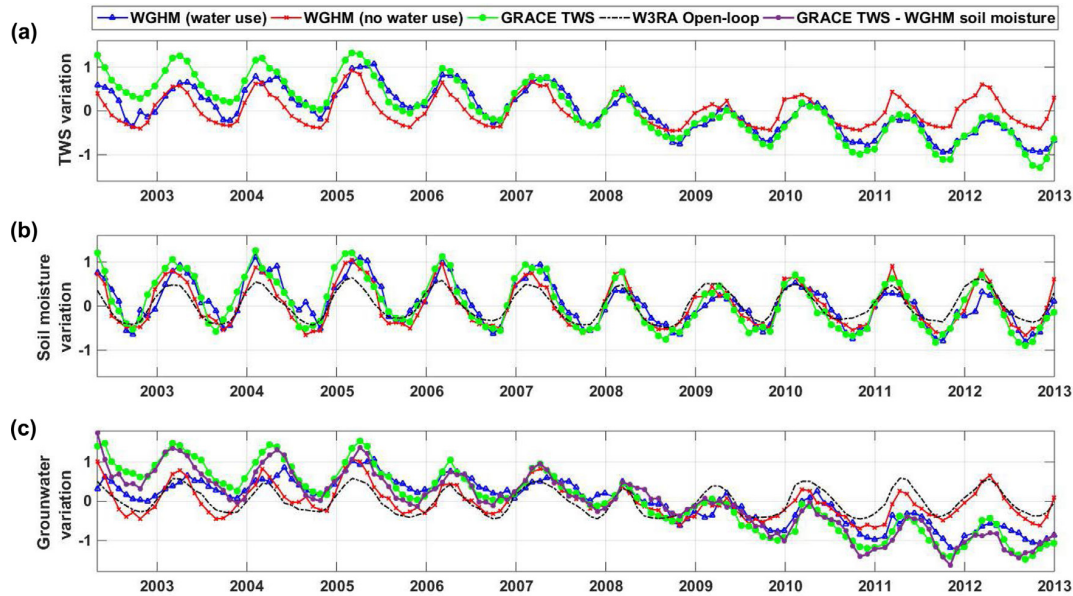 WGHM (water use) WGHM (no water use) GRACE TWS W3RA Open-loop GRACE TWS - WGHM soil moisture
(a)
TWS variation
1
0
-1
2003 2004 2005 2006 2007 2008 2009 2010 2011 2012 2013
(b)
Soil moisture
variation
1
0
-1
2003 2004 2005 2006 2007 2008 2009 2010 2011 2012 2013
(c)
Grounwater
variation
1
0
-1
2003 2004 2005 2006 2007 2008 2009 2010 2011 2012 2013